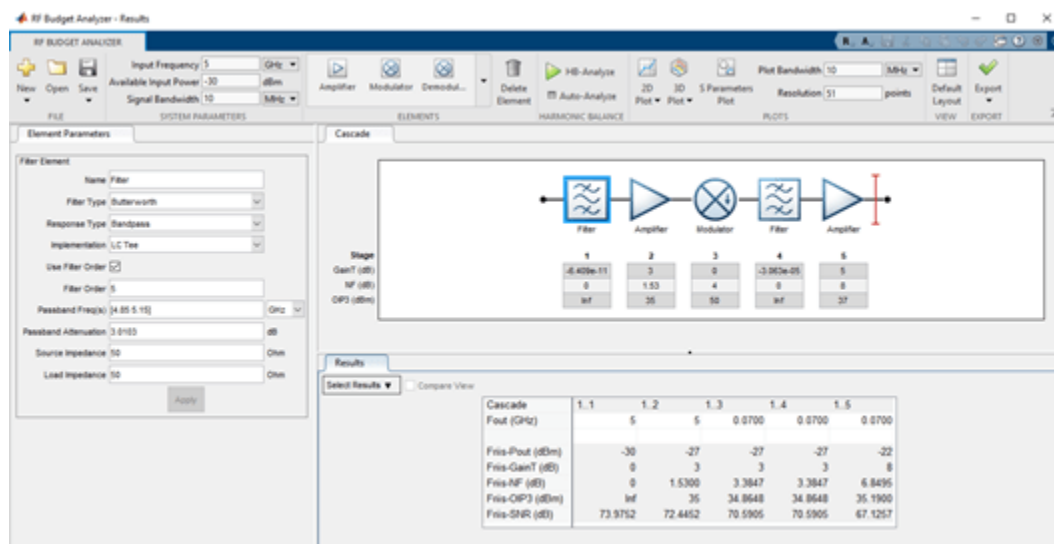 RF Budget Analyzer - Results
RF BUDGET ANALYZER
New Open Save
FILE
Input Frequency 5 GHz
Available Input Power -30 dBm
Signal Bandwidth 10 MHz
SYSTEM PARAMETERS
Amplifier Modulator Demodul...
ELEMENTS
Delete Element
HB-Analyze
Auto-Analyze
HARMONIC BALANCE
2D Plot 3D Plot S Parameters Plot
Plot Bandwidth 10 MHz
Resolution 51 points
PLOTS
Default Layout
VIEW
Export
EXPORT
Element Parameters
Filter Element
Name Filter
Filter Type Butterworth
Response Type Bandpass
Implementation LC Tee
Use Filter Order
Filter Order 5
Passband Freq(s) [4.85 5.15] GHz
Passband Attenuation 3.0103 dB
Source Impedance 50 Ohm
Load Impedance 50 Ohm
Apply
Cascade
Filter Amplifier Modulator Filter Amplifier
Stage 1 2 3 4 5
GainT (dB) -6.409e-11 3 0 -3.063e-05 5
NF (dB) 0 1.53 4 0 8
OIP3 (dBm) Inf 35 50 Inf 37
Results
Select Results ▼ Compare View
Cascade 1..1 1..2 1..3 1..4 1..5
Fout (GHz) 5 5 0.0700 0.0700 0.0700
Friis-Pout (dBm) -30 -27 -27 -27 -22
Friis-GainT (dB) 0 3 3 3 8
Friis-NF (dB) 0 1.5300 3.3847 3.3847 6.8495
Friis-OIP3 (dBm) Inf 35 34.8648 34.8648 35.1900
Friis-SNR (dB) 73.9752 72.4452 70.5905 70.5905 67.1257